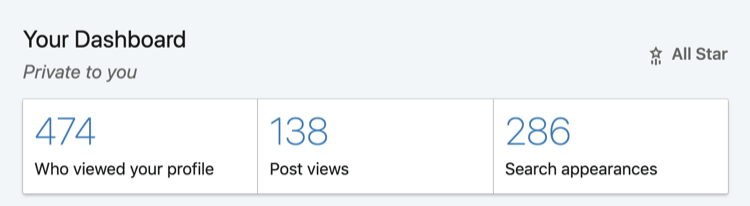 Your Dashboard
Private to you
All Star
474 138 286
Who viewed your profile Post views Search appearances